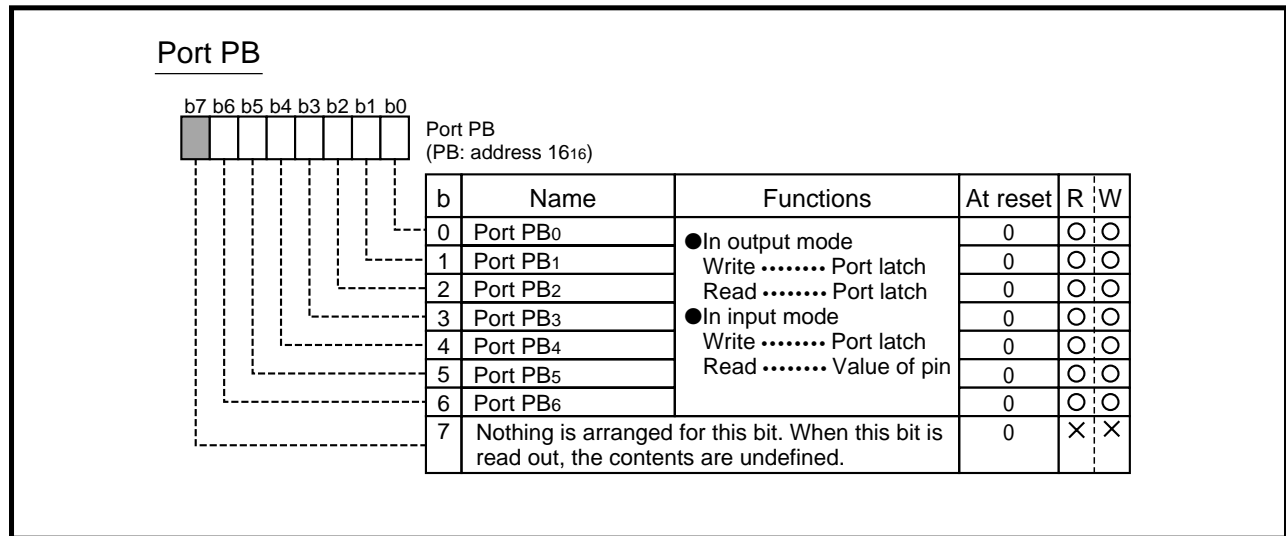 Port PB
b7 b6 b5 b4 b3 b2 b1 b0
Port PB
(PB: address 16₁₆)
b Name Functions At reset R W
0 Port PB₀ 0 ○ ○
1 Port PB₁ 0 ○ ○
2 Port PB₂ 0 ○ ○
3 Port PB₃ 0 ○ ○
4 Port PB₄ 0 ○ ○
5 Port PB₅ 0 ○ ○
6 Port PB₆ 0 ○ ○
●In output mode
Write •••••••• Port latch
Read •••••••• Port latch
●In input mode
Write •••••••• Port latch
Read •••••••• Value of pin
7 Nothing is arranged for this bit. When this bit is 0 × ×
read out, the contents are undefined.